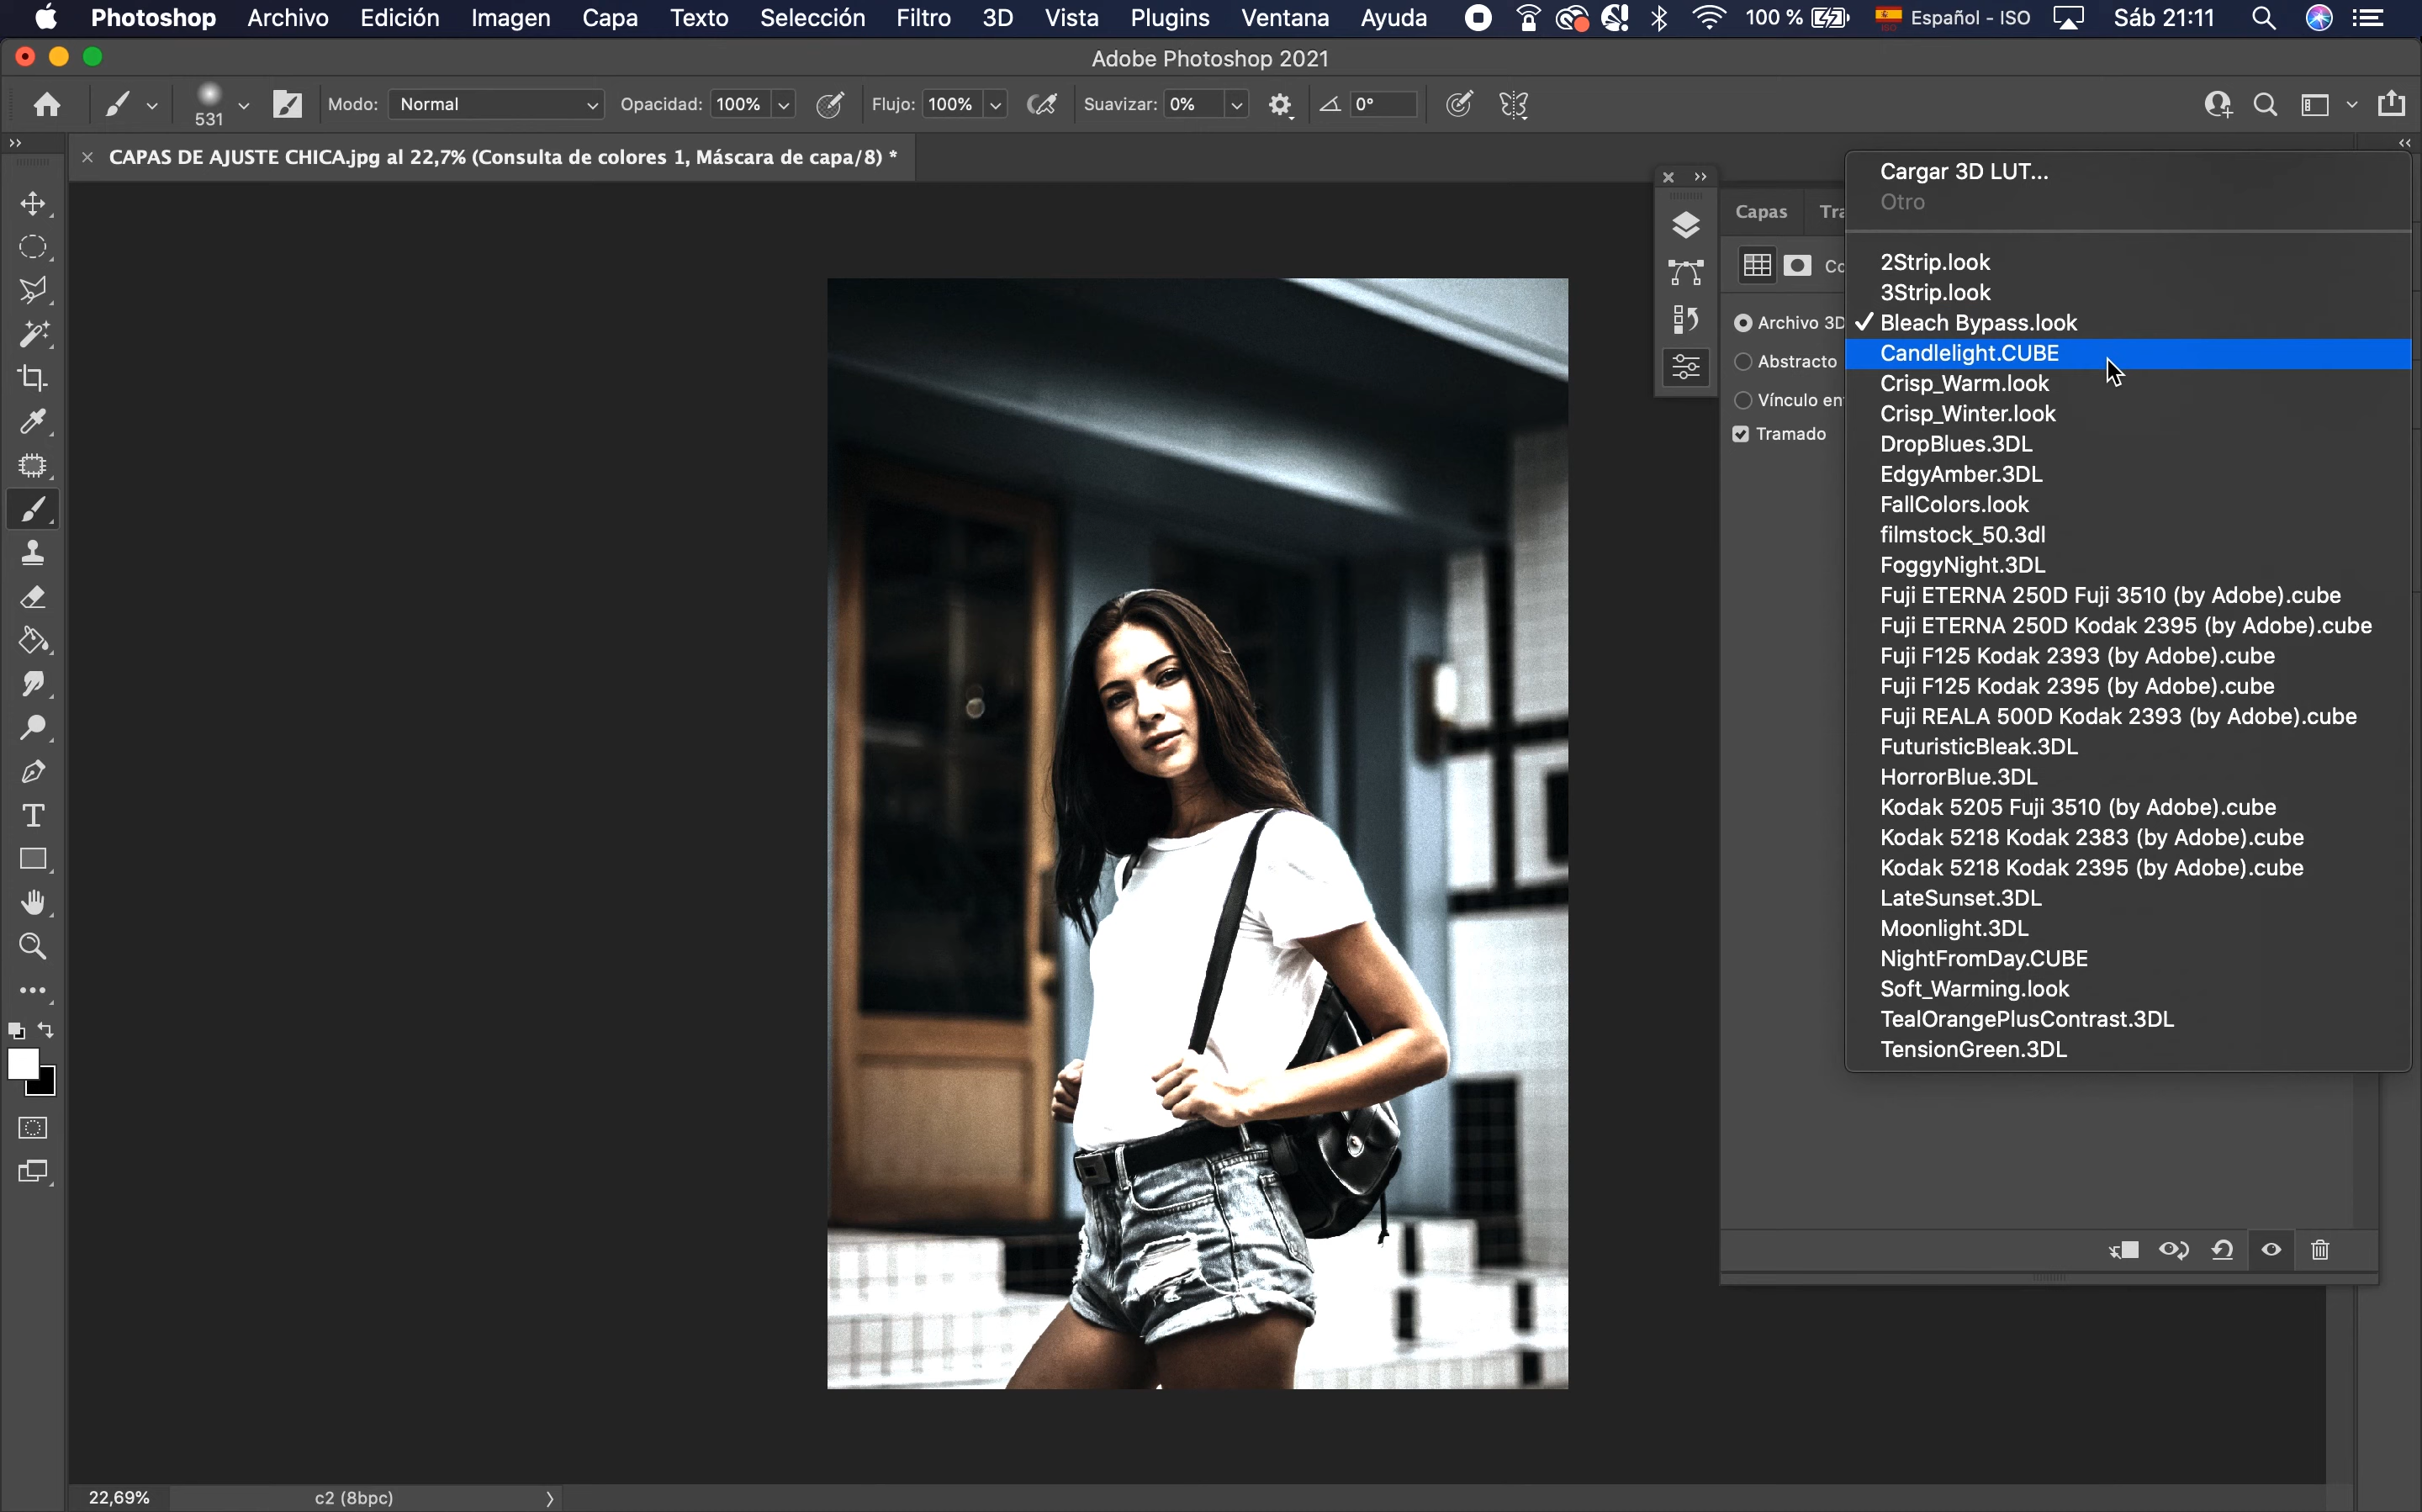 Photoshop Archivo Edición Imagen Capa Texto Selección Filtro 3D Vista Plugins Ventana Ayuda 100 % ISO Español - ISO Sáb 21:11
Adobe Photoshop 2021
531 Modo: Normal Opacidad: 100% Flujo: 100% Suavizar: 0% 0°
CAPAS DE AJUSTE CHICA.jpg al 22,7% (Consulta de colores 1, Máscara de capa/8) *
Capas Tra
Co
Archivo 3D
Abstracto
Vínculo en
Tramado
Cargar 3D LUT...
Otro
2Strip.look
3Strip.look
Bleach Bypass.look
Candlelight.CUBE
Crisp_Warm.look
Crisp_Winter.look
DropBlues.3DL
EdgyAmber.3DL
FallColors.look
filmstock_50.3dl
FoggyNight.3DL
Fuji ETERNA 250D Fuji 3510 (by Adobe).cube
Fuji ETERNA 250D Kodak 2395 (by Adobe).cube
Fuji F125 Kodak 2393 (by Adobe).cube
Fuji F125 Kodak 2395 (by Adobe).cube
Fuji REALA 500D Kodak 2393 (by Adobe).cube
FuturisticBleak.3DL
HorrorBlue.3DL
Kodak 5205 Fuji 3510 (by Adobe).cube
Kodak 5218 Kodak 2383 (by Adobe).cube
Kodak 5218 Kodak 2395 (by Adobe).cube
LateSunset.3DL
Moonlight.3DL
NightFromDay.CUBE
Soft_Warming.look
TealOrangePlusContrast.3DL
TensionGreen.3DL
22,69% c2 (8bpc)